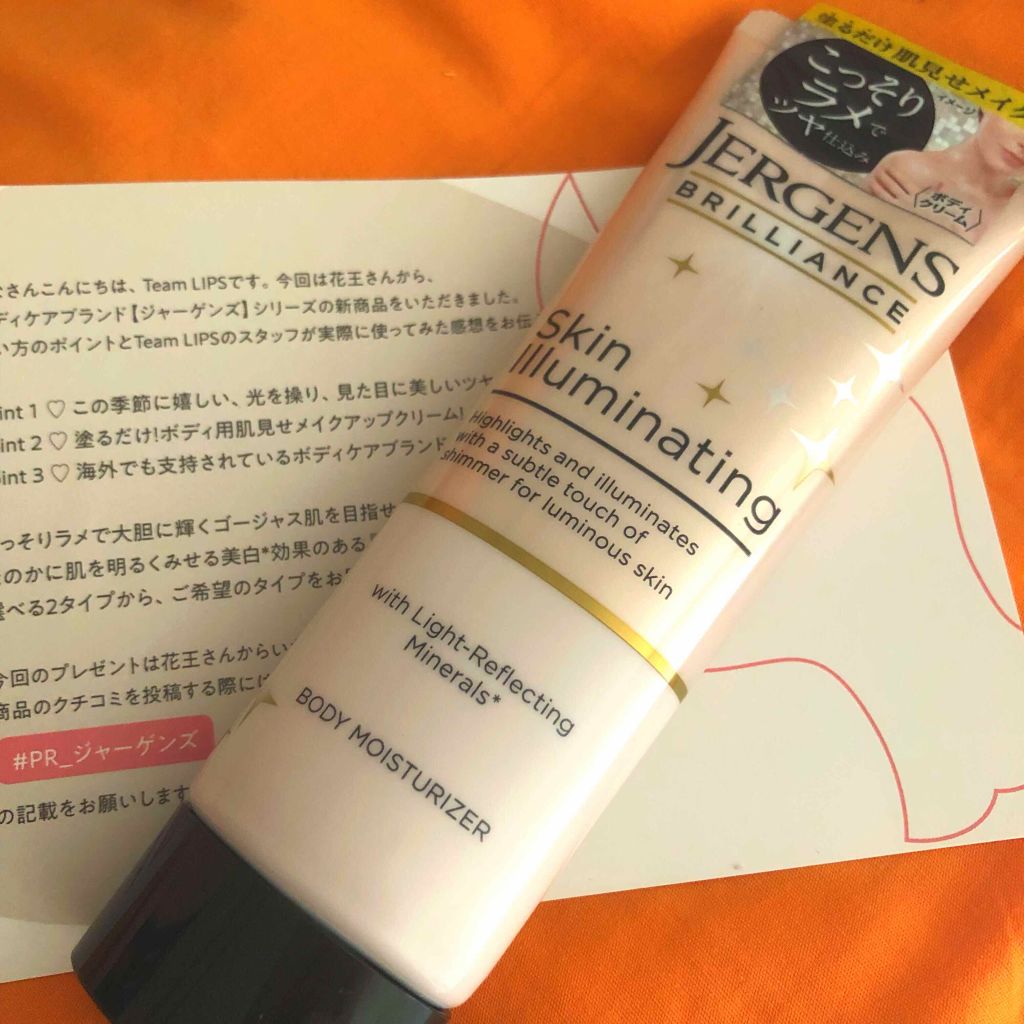 塗るだけ肌見せメイク
こっそり
ラメで
ツヤ仕込み
イメージ
〈ボディ
クリーム〉
JERGENS
BRILLIANCE
Skin
Illuminating
Highlights and illuminates
with a subtle touch of
shimmer for luminous skin
with Light-Reflecting
Minerals*
BODY MOISTURIZER
さんこんにちは、Team LIPSです。今回は花王さんから、
ディケアブランド【ジャーゲンズ】シリーズの新商品をいただきました。
い方のポイントとTeam LIPSのスタッフが実際に使ってみた感想をお伝
int 1 ♡ この季節に嬉しい、光を操り、見た目に美しいツヤ
int 2 ♡ 塗るだけ!ボディ用肌見せメイクアップクリーム!
int 3 ♡ 海外でも支持されているボディケアブランド
っそりラメで大胆に輝くゴージャス肌を目指せ
のかに肌を明るくみせる美白*効果のある
べる2タイプから、ご希望のタイプをお
今回のプレゼントは花王さんからい
商品のクチコミを投稿する際には
#PR_ジャーゲンズ
の記載をお願いします